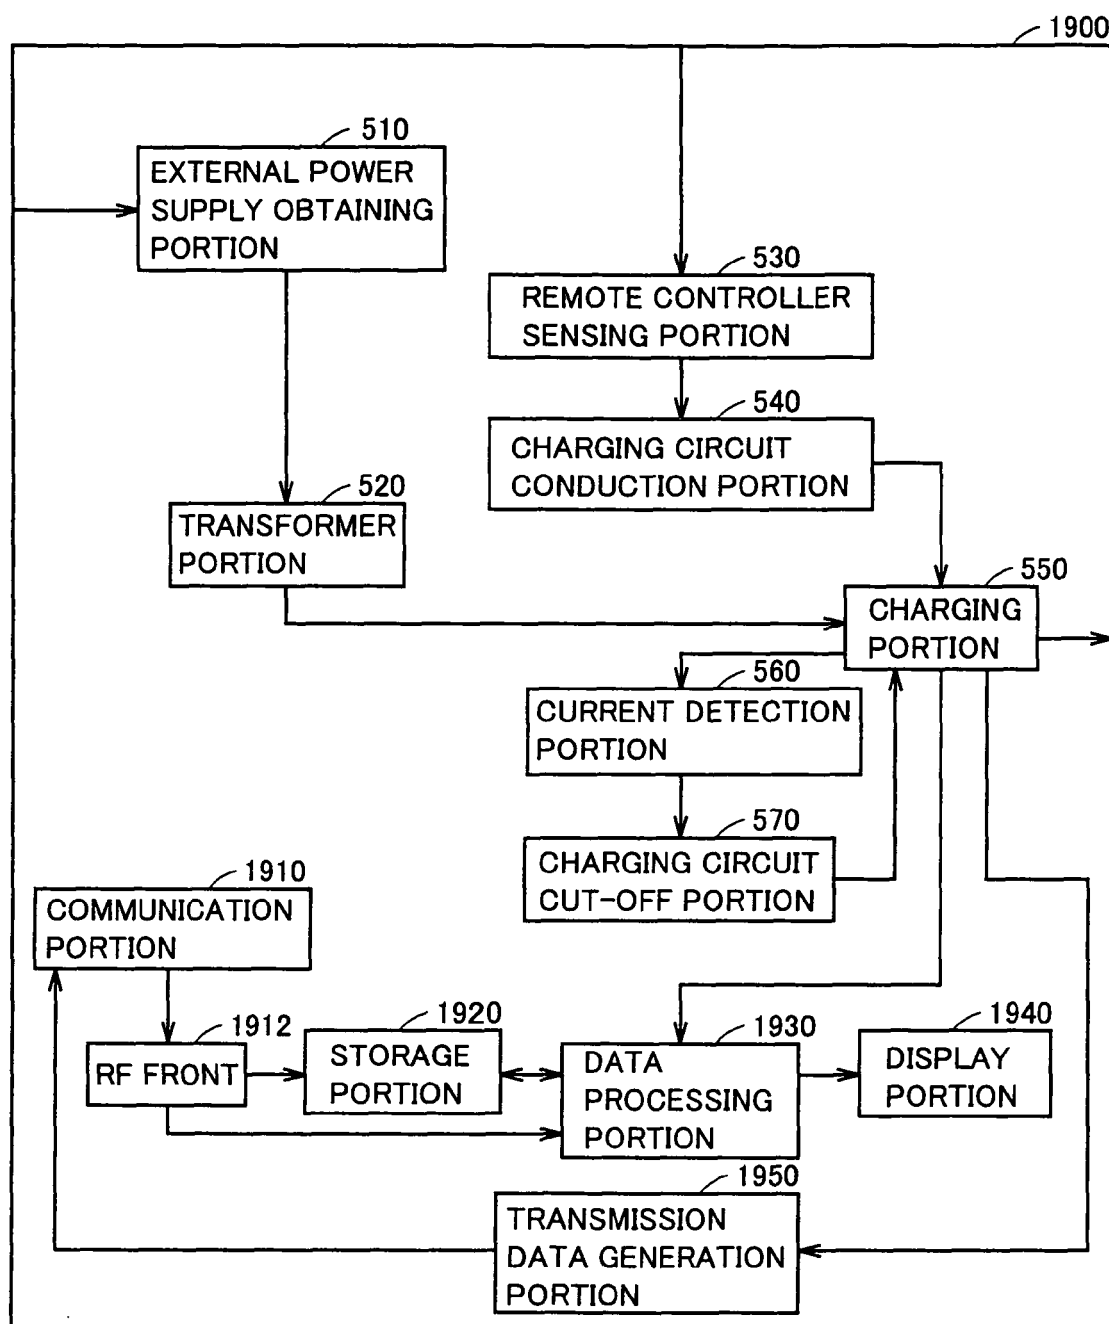 1900
510
EXTERNAL POWER
SUPPLY OBTAINING
PORTION
530
REMOTE CONTROLLER
SENSING PORTION
540
CHARGING CIRCUIT
CONDUCTION PORTION
520
TRANSFORMER
PORTION
550
CHARGING
PORTION
560
CURRENT DETECTION
PORTION
570
CHARGING CIRCUIT
CUT-OFF PORTION
1910
COMMUNICATION
PORTION
1912
RF FRONT
1920
STORAGE
PORTION
1930
DATA
PROCESSING
PORTION
1940
DISPLAY
PORTION
1950
TRANSMISSION
DATA GENERATION
PORTION